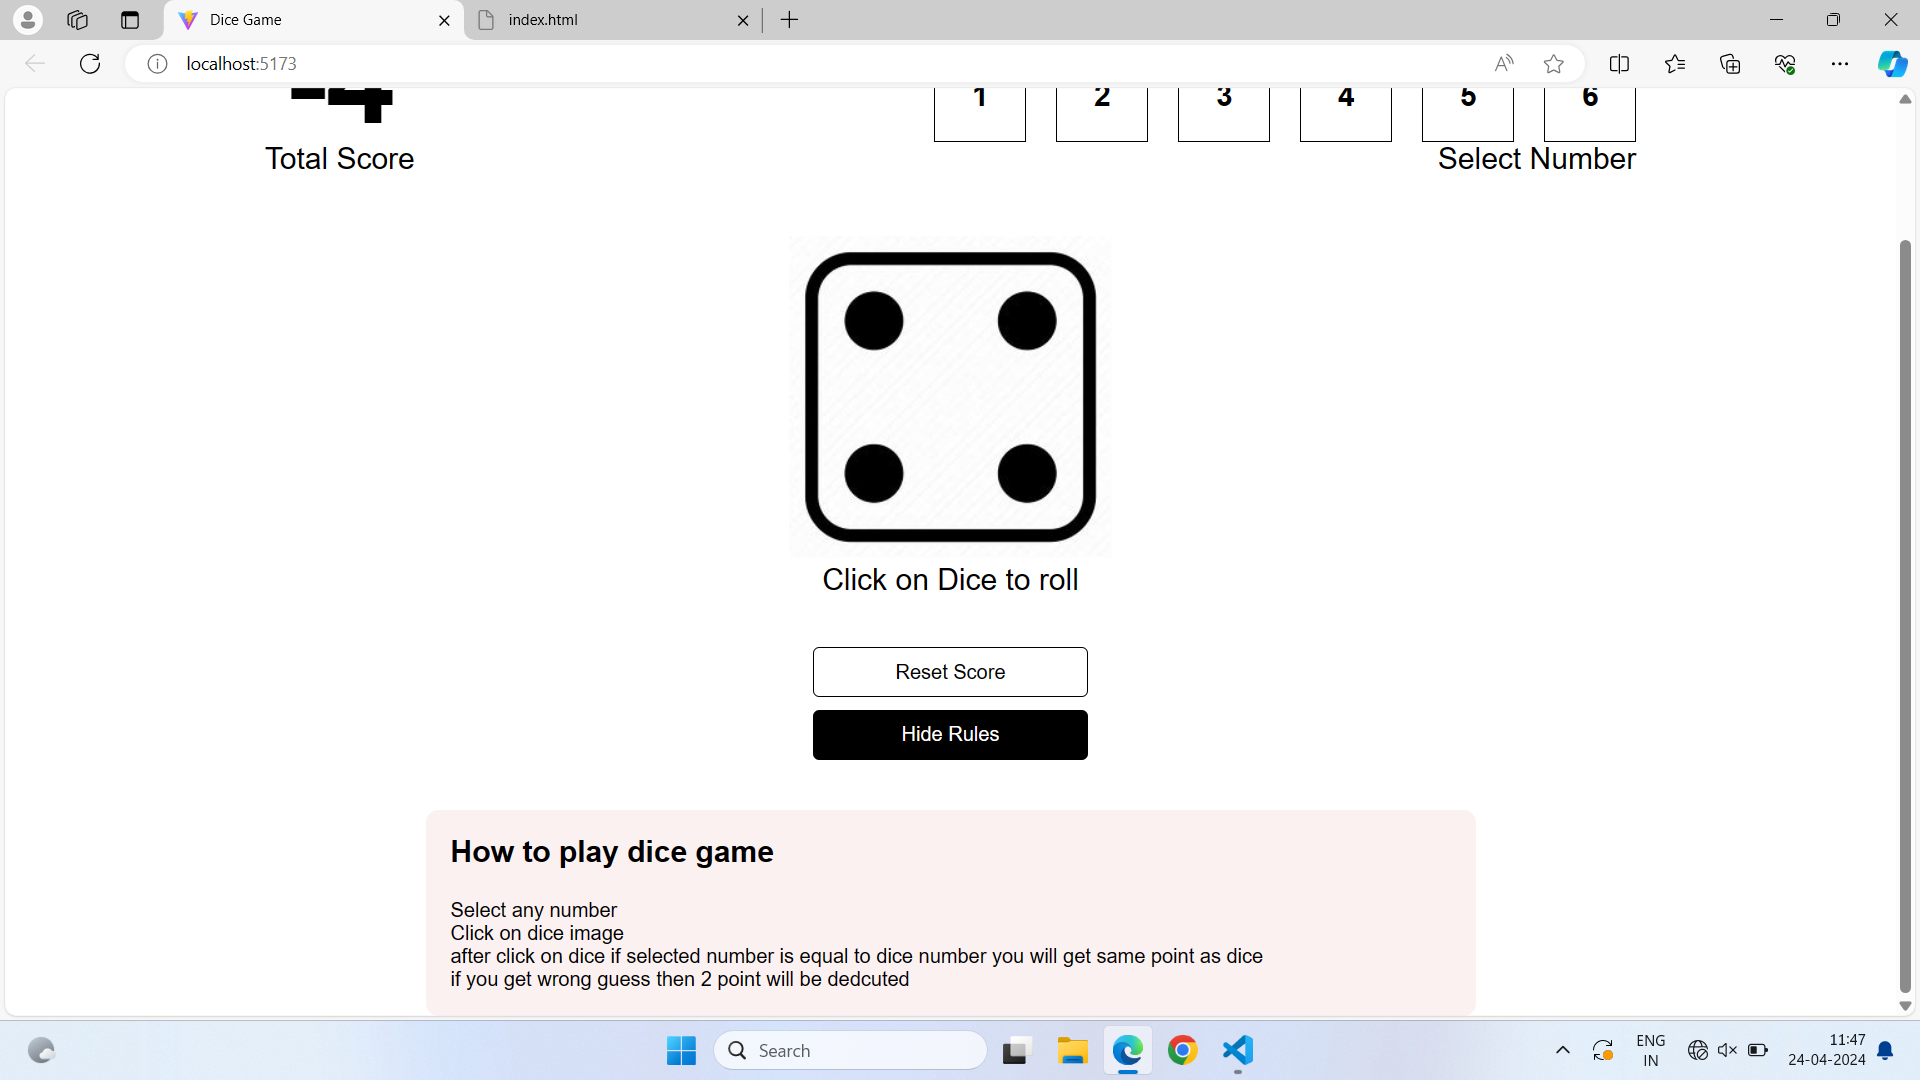 Dice Game
index.html
localhost:5173
-4
1 2 3 4 5 6
Total Score
Select Number
Click on Dice to roll
Reset Score
Hide Rules
How to play dice game
Select any number
Click on dice image
after click on dice if selected number is equal to dice number you will get same point as dice
if you get wrong guess then 2 point will be dedcuted
Search
ENG
IN
11:47
24-04-2024